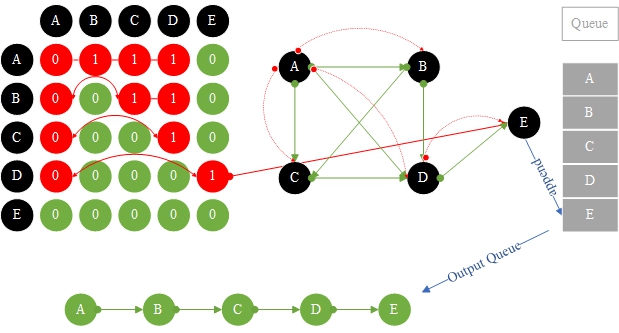 A B C D E
A 0 1 1 1 0
B 0 0 1 1 0
C 0 0 0 1 0
D 0 0 0 0 1
E 0 0 0 0 0
A B
C D
E
append
Output Queue
Queue
A
B
C
D
E
A B C D E